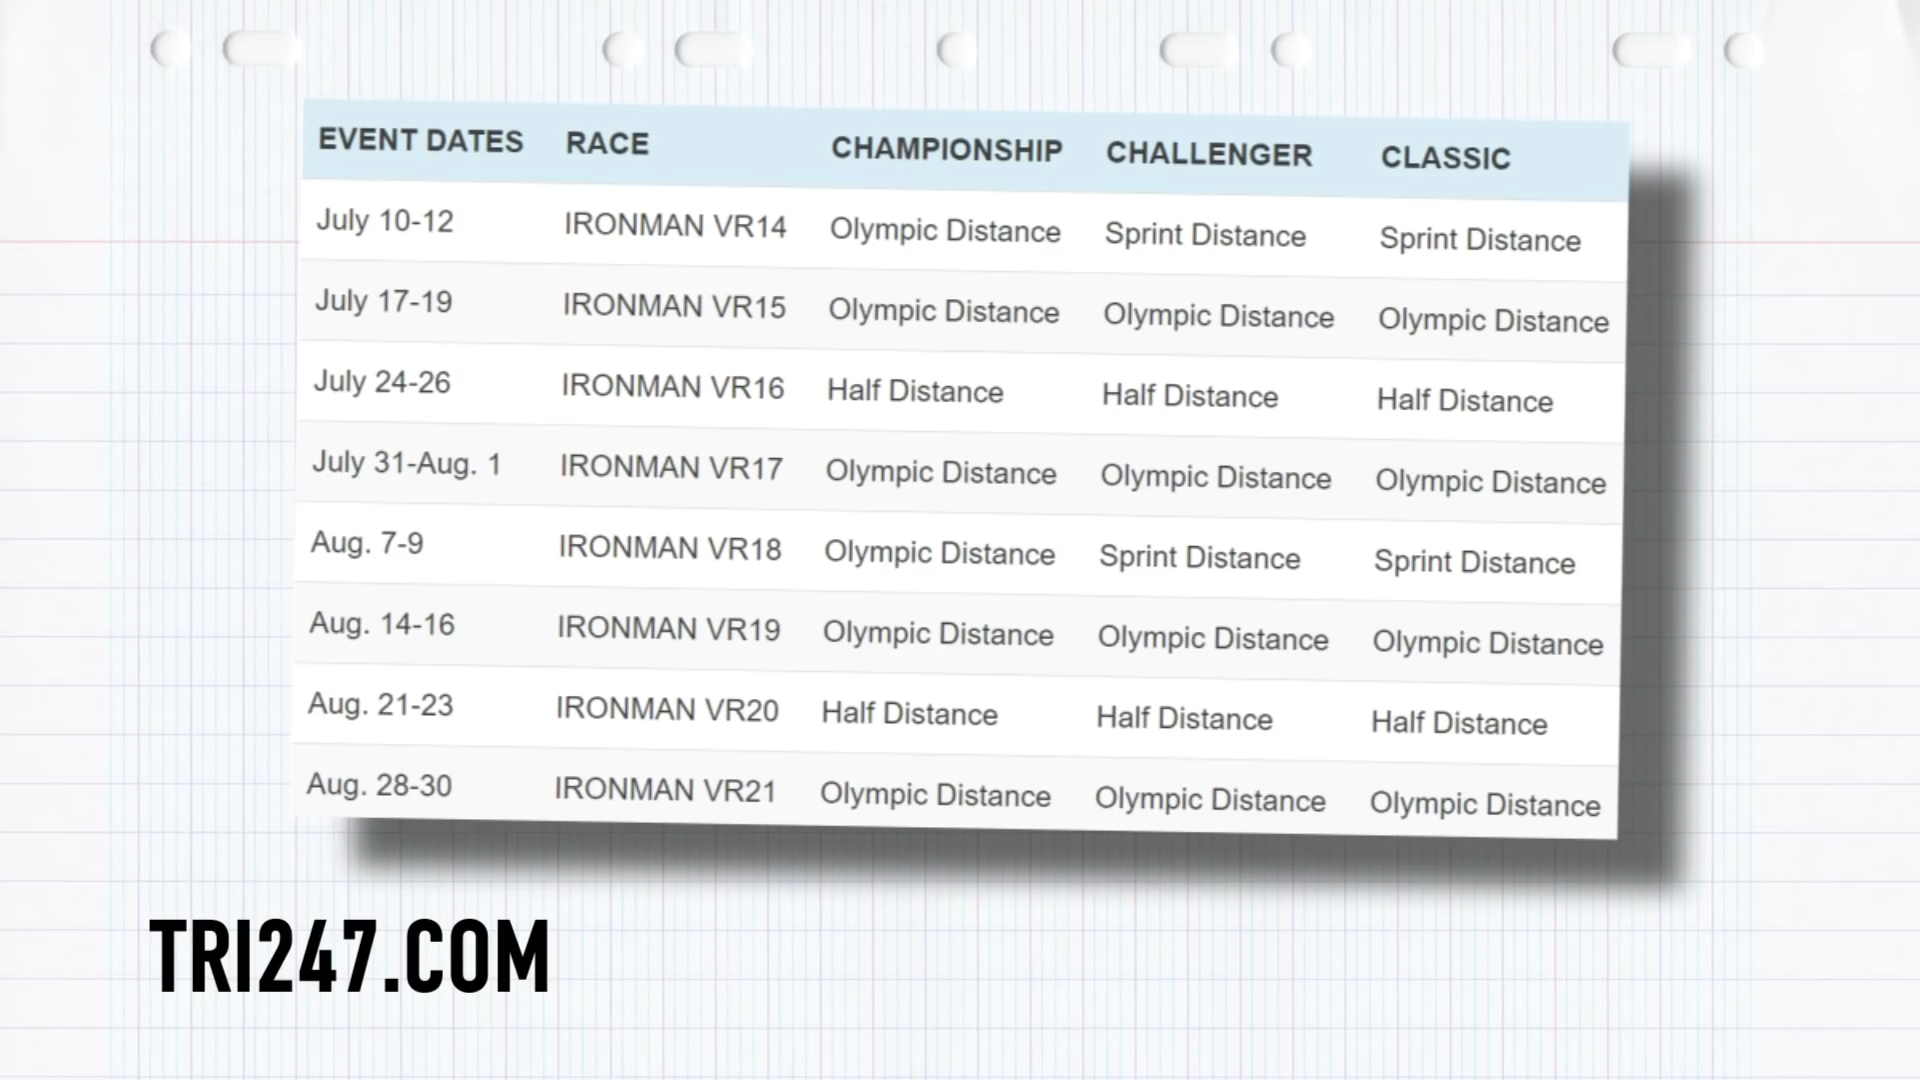 EVENT DATES RACE CHAMPIONSHIP CHALLENGER CLASSIC
July 10-12 IRONMAN VR14 Olympic Distance Sprint Distance Sprint Distance
July 17-19 IRONMAN VR15 Olympic Distance Olympic Distance Olympic Distance
July 24-26 IRONMAN VR16 Half Distance Half Distance Half Distance
July 31-Aug. 1 IRONMAN VR17 Olympic Distance Olympic Distance Olympic Distance
Aug. 7-9 IRONMAN VR18 Olympic Distance Sprint Distance Sprint Distance
Aug. 14-16 IRONMAN VR19 Olympic Distance Olympic Distance Olympic Distance
Aug. 21-23 IRONMAN VR20 Half Distance Half Distance Half Distance
Aug. 28-30 IRONMAN VR21 Olympic Distance Olympic Distance Olympic Distance
TRI247.COM